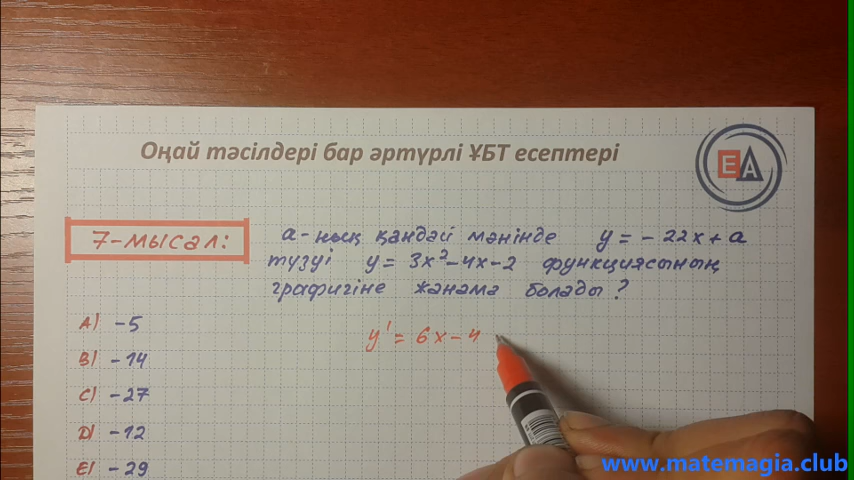 Оңай тәсілдері бар әртүрлі ҰБТ есептері
EA
7-мысал:
a-ның қандай мәнінде y = -22x+a
түзуі y = 3x²-4x-2 функциясының
графигіне жанама болады?
A) -5
B) -14
C) -27
D) -12
E) -29
y' = 6x-4
www.matemagia.club